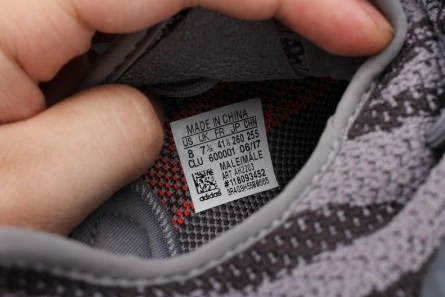 MADE IN CHINA
US UK FR JP CHN
8 7½ 41⅓ 260 255
CLU 600001 06/17
MALE/MALE
ART AH2203
#118093452
adidas